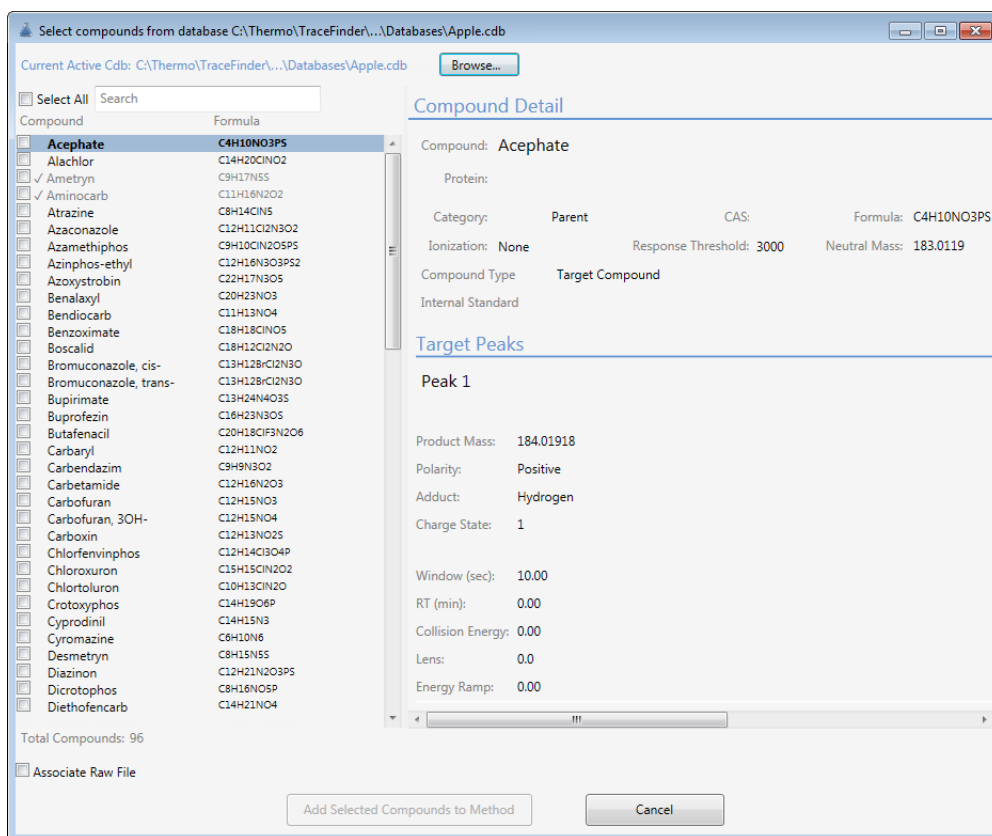 Select compounds from database C:\Thermo\TraceFinder\...\Databases\Apple.cdb
Current Active Cdb: C:\Thermo\TraceFinder\...\Databases\Apple.cdb Browse...
Select All Search
Compound Formula
Acephate C4H10NO3PS
Alachlor C14H20ClNO2
✓ Ametryn C9H17N5S
✓ Aminocarb C11H16N2O2
Atrazine C8H14ClN5
Azaconazole C12H11Cl2N3O2
Azamethiphos C9H10ClN2O5PS
Azinphos-ethyl C12H16N3O3PS2
Azoxystrobin C22H17N3O5
Benalaxyl C20H23NO3
Bendiocarb C11H13NO4
Benzoximate C18H18ClNO5
Boscalid C18H12Cl2N2O
Bromuconazole, cis- C13H12BrCl2N3O
Bromuconazole, trans- C13H12BrCl2N3O
Bupirimate C13H24N4O3S
Buprofezin C16H23N3OS
Butafenacil C20H18ClF3N2O6
Carbaryl C12H11NO2
Carbendazim C9H9N3O2
Carbetamide C12H16N2O3
Carbofuran C12H15NO3
Carbofuran, 3OH- C12H15NO4
Carboxin C12H13NO2S
Chlorfenvinphos C12H14Cl3O4P
Chloroxuron C15H15ClN2O2
Chlortoluron C10H13ClN2O
Crotoxyphos C14H19O6P
Cyprodinil C14H15N3
Cyromazine C6H10N6
Desmetryn C8H15N5S
Diazinon C12H21N2O3PS
Dicrotophos C8H16NO5P
Diethofencarb C14H21NO4
Total Compounds: 96
Associate Raw File
Compound Detail
Compound: Acephate
Protein:
Category: Parent CAS: Formula: C4H10NO3PS
Ionization: None Response Threshold: 3000 Neutral Mass: 183.0119
Compound Type Target Compound
Internal Standard
Target Peaks
Peak 1
Product Mass: 184.01918
Polarity: Positive
Adduct: Hydrogen
Charge State: 1
Window (sec): 10.00
RT (min): 0.00
Collision Energy: 0.00
Lens: 0.0
Energy Ramp: 0.00
Add Selected Compounds to Method Cancel